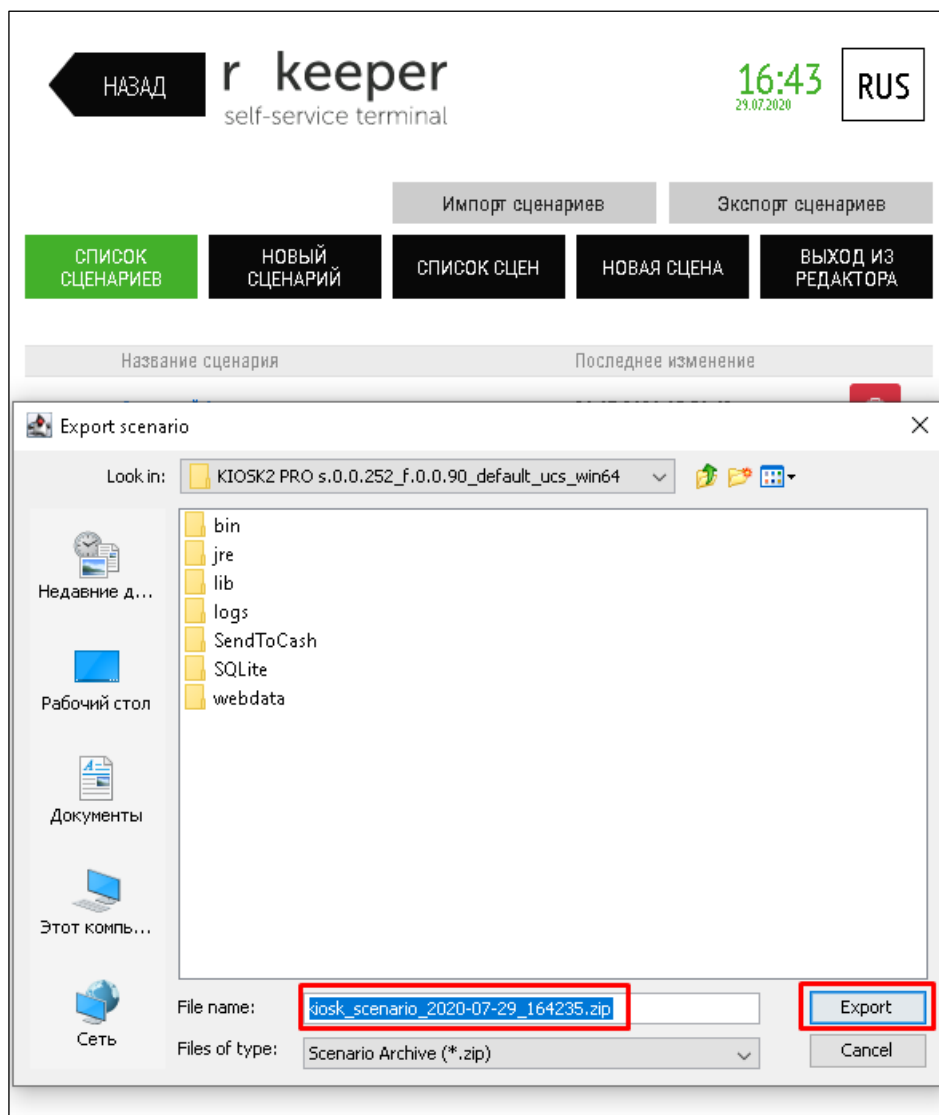 НАЗАД
r keeper
self-service terminal
16:43
29.07.2020
RUS
Импорт сценариев
Экспорт сценариев
СПИСОК
СЦЕНАРИЕВ
НОВЫЙ
СЦЕНАРИЙ
СПИСОК СЦЕН
НОВАЯ СЦЕНА
ВЫХОД ИЗ
РЕДАКТОРА
Название сценария
Последнее изменение
Export scenario
Look in:
KIOSK2 PRO s.0.0.252_f.0.0.90_default_ucs_win64
bin
jre
lib
logs
SendToCash
SQLite
webdata
Недавние д...
Рабочий стол
Документы
Этот компь...
Сеть
File name:
kiosk_scenario_2020-07-29_164235.zip
Export
Files of type:
Scenario Archive (*.zip)
Cancel